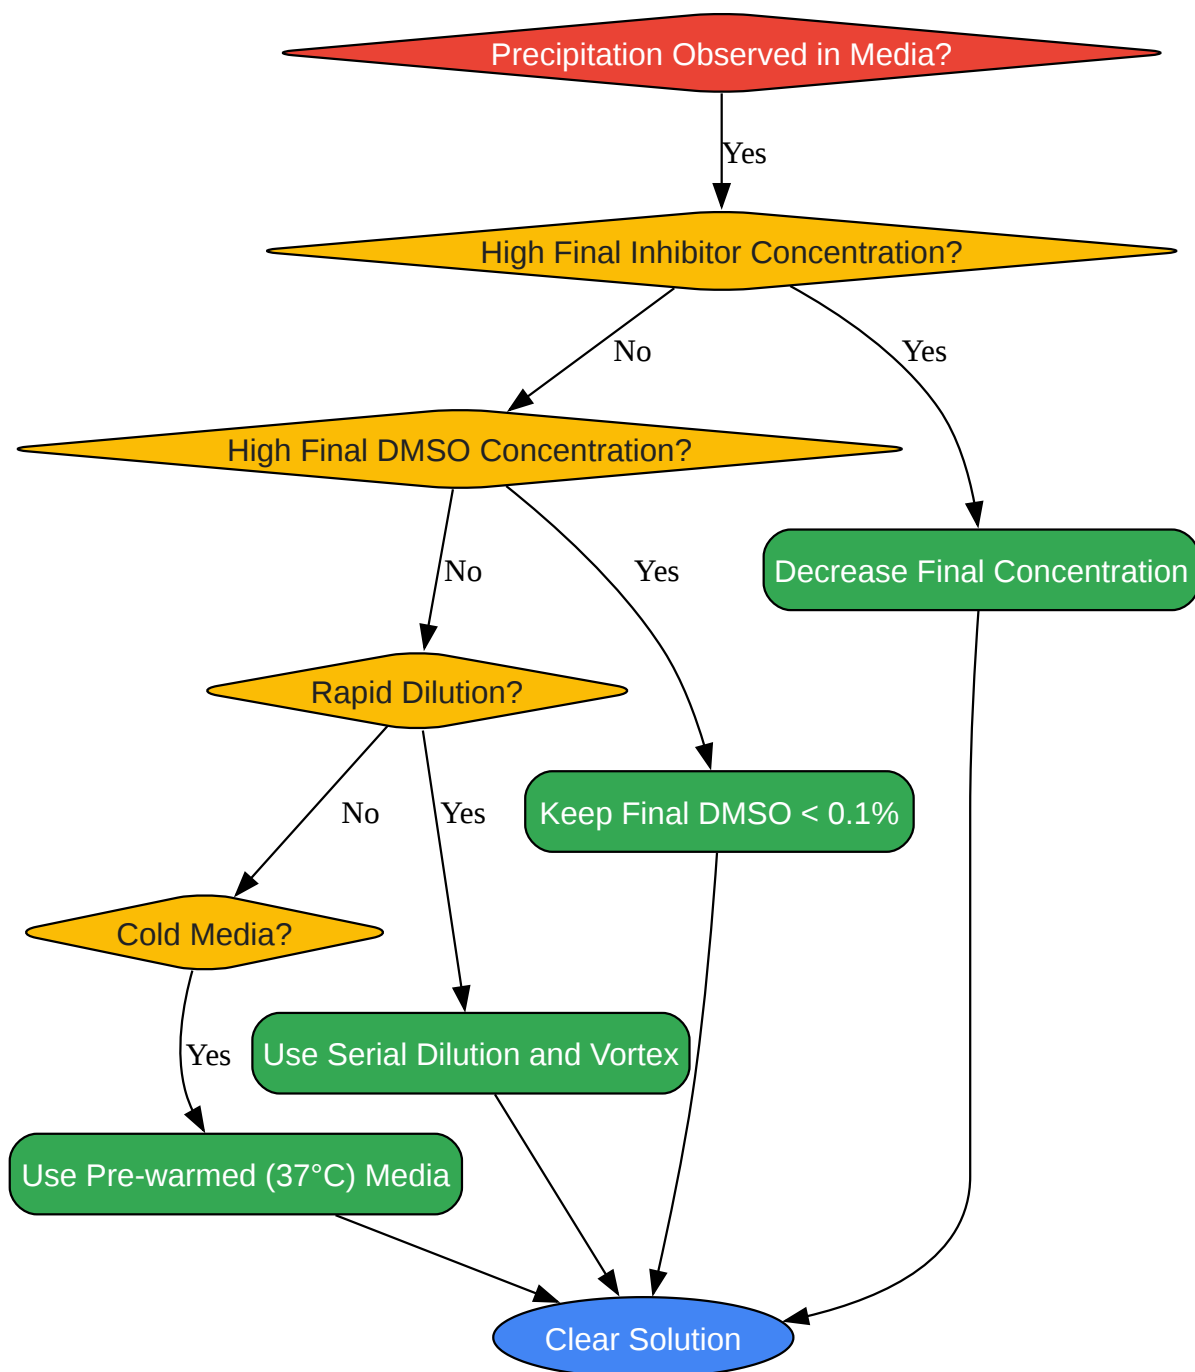 Precipitation Observed in Media?
Yes
High Final Inhibitor Concentration?
No
Yes
High Final DMSO Concentration?
No
Yes
Decrease Final Concentration
Rapid Dilution?
No
Yes
Keep Final DMSO < 0.1%
Cold Media?
Yes
Use Serial Dilution and Vortex
Use Pre-warmed (37°C) Media
Clear Solution